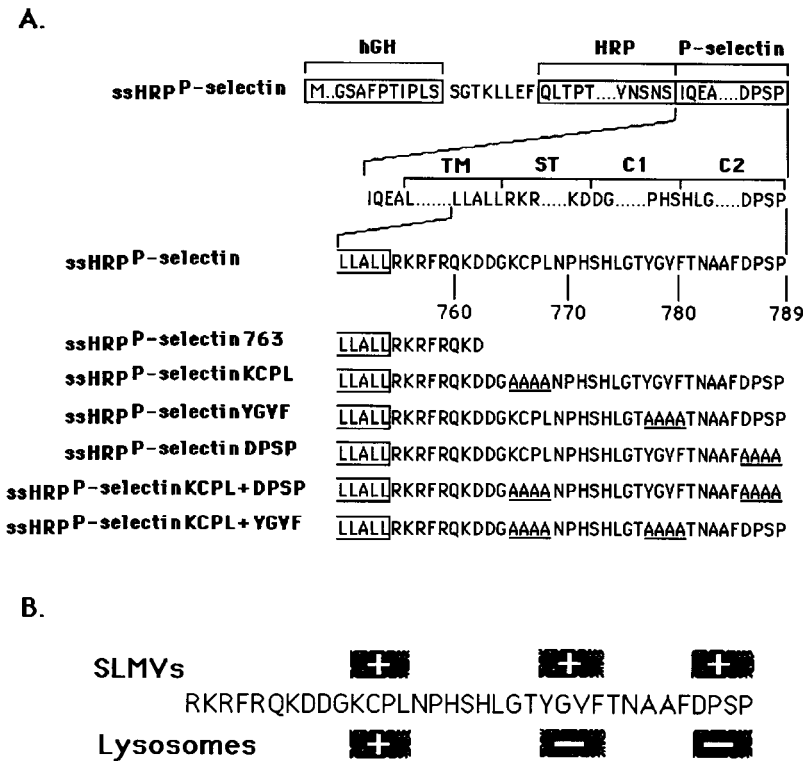 A.
hGH HRP P-selectin
ssHRP P-selectin M..GSAFPTIPLS SGTKLLEF QLTPT....YNSNS IQEA....DPSP
TM ST C1 C2
IQEAL.......LLALLRKR....KDDG......PHSHLG.....DPSP
ssHRP P-selectin LLALLRKRFRQKDDGKCPLNPHSHLGTYGVFTNAAFDPSP
760 770 780 789
ssHRP P-selectin 763 LLALLRKRFRQKD
ssHRP P-selectin KCPL LLALLRKRFRQKDDGAAAANPHSHLGTYGVFTNAAFDPSP
ssHRP P-selectin YGVF LLALLRKRFRQKDDGKCPLNPHSHLGTAAAATNAAFDPSP
ssHRP P-selectin DPSP LLALLRKRFRQKDDGKCPLNPHSHLGTYGVFTNAAFAAAA
ssHRP P-selectin KCPL+DPSP LLALLRKRFRQKDDGAAAANPHSHLGTYGVFTNAAFAAAA
ssHRP P-selectin KCPL+YGVF LLALLRKRFRQKDDGAAAANPHSHLGTAAAATNAAFDPSP
B.
SLMVs + + +
RKRFRQKDDGKCPLNPHSHLGTYGVFTNAAFDPSP
Lysosomes + − −